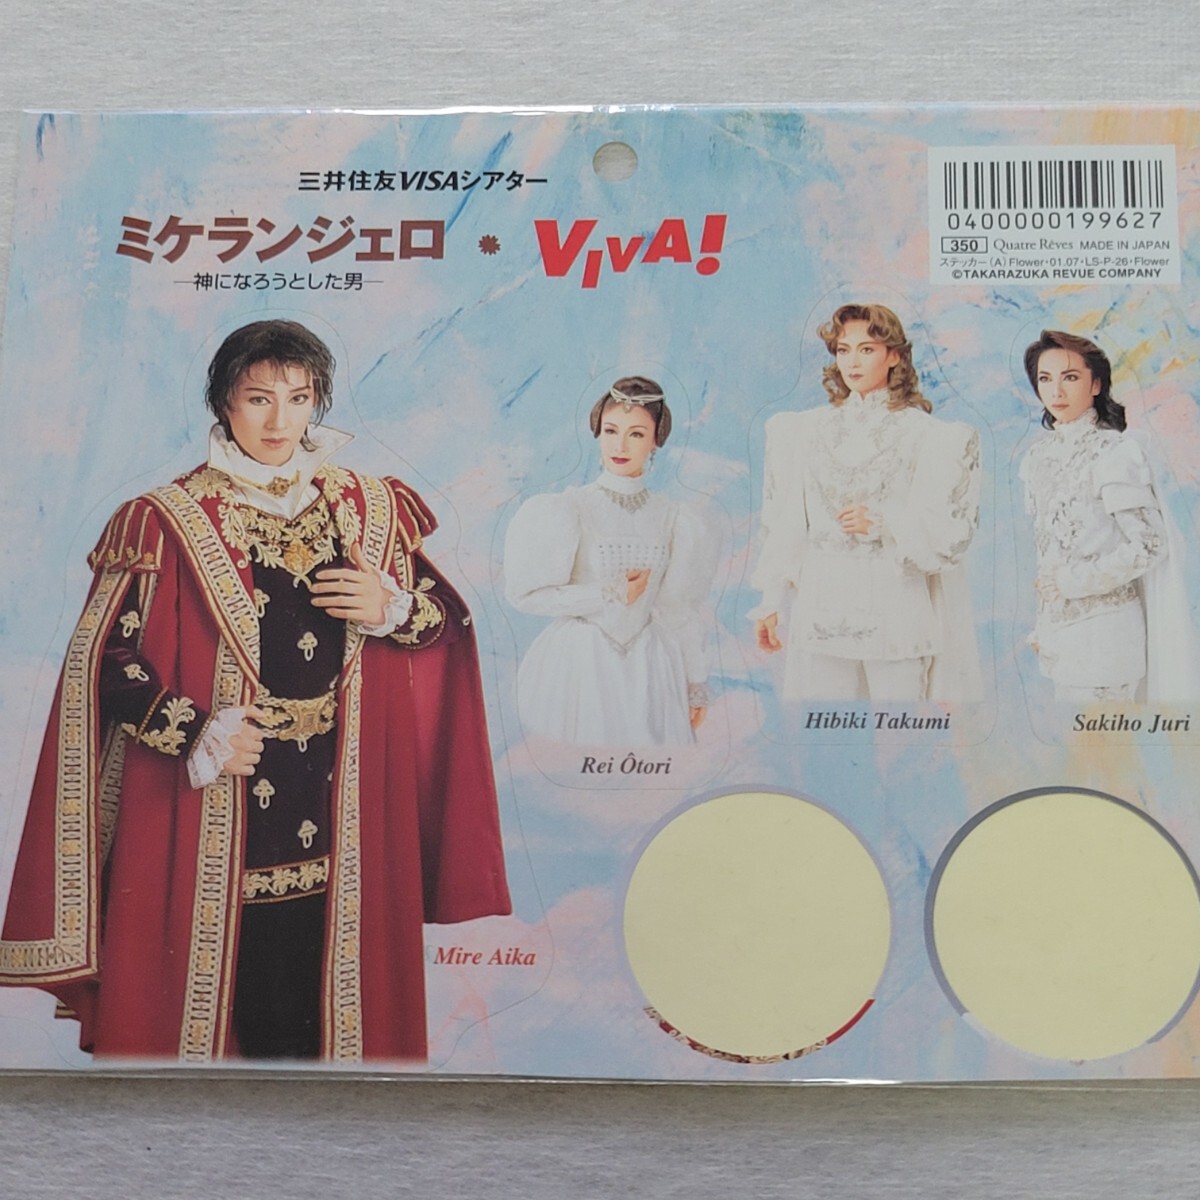 三井住友VISAシアター
ミケランジェロ・VIVA!
―神になろうとした男―
0400000199627
350 Quatre Rêves MADE IN JAPAN
ステッカー(A)Flower・01.07・LS-P-26・Flower
©TAKARAZUKA REVUE COMPANY
Hibiki Takumi
Sakiho Juri
Rei Ôtori
Mire Aika